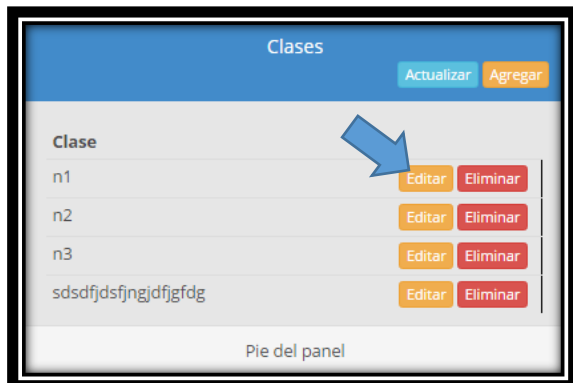 Clases
Actualizar Agregar
Clase
n1 Editar Eliminar
n2 Editar Eliminar
n3 Editar Eliminar
sdsdfjdsfjngjdfjgfdg Editar Eliminar
Pie del panel